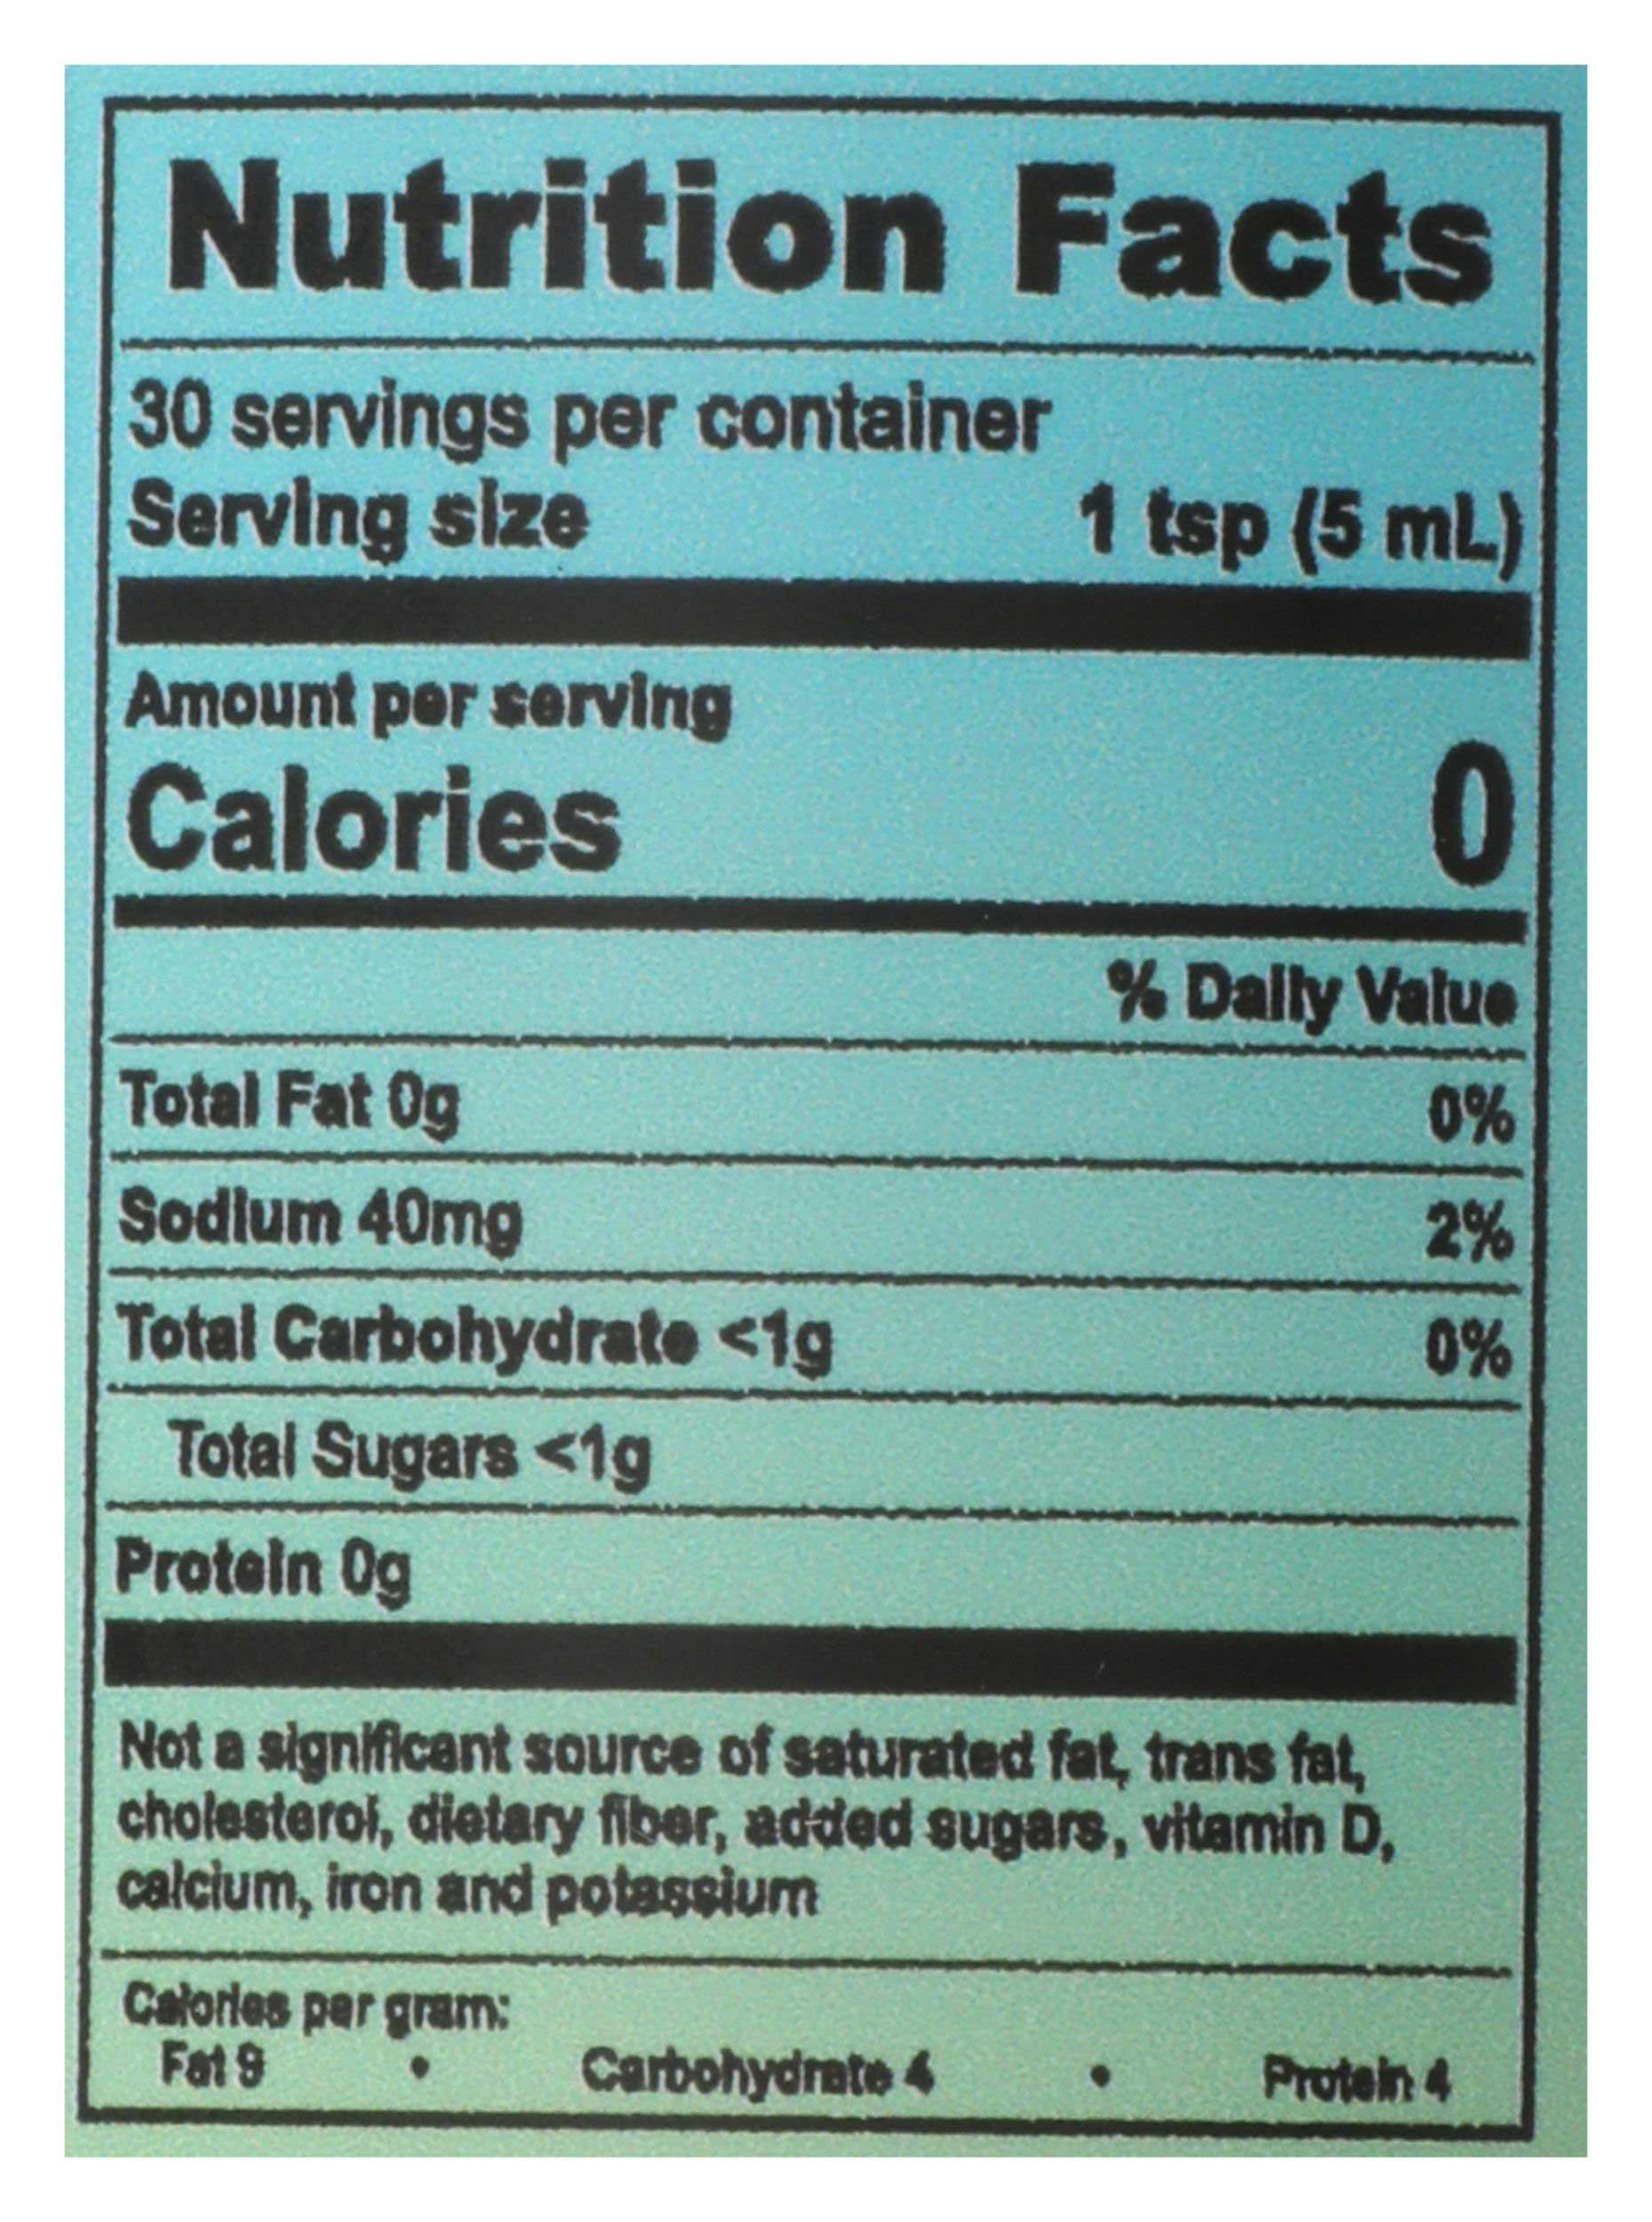 Nutrition Facts
30 servings per container
Serving size 1 tsp (5 mL)
Amount per serving
Calories 0
% Daily Value
Total Fat 0g 0%
Sodium 40mg 2%
Total Carbohydrate <1g 0%
Total Sugars <1g
Protein 0g
Not a significant source of saturated fat, trans fat,
cholesterol, dietary fiber, added sugars, vitamin D,
calcium, iron and potassium
Calories per gram:
Fat 9 • Carbohydrate 4 • Protein 4